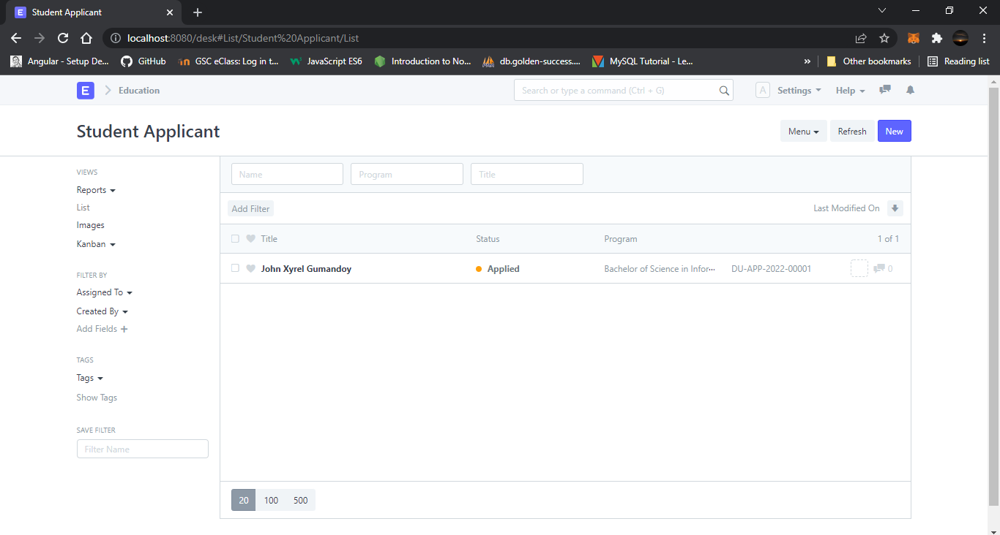 Student Applicant
localhost:8080/desk#List/Student%20Applicant/List
Angular - Setup De... GitHub GSC eClass: Log in t... JavaScript ES6 Introduction to No... db.golden-success.... MySQL Tutorial - Le... » Other bookmarks Reading list
E Education Search or type a command (Ctrl + G) A Settings Help
Student Applicant Menu Refresh New
VIEWS
Reports
List
Images
Kanban
FILTER BY
Assigned To
Created By
Add Fields
TAGS
Tags
Show Tags
SAVE FILTER
Filter Name
Name Program Title
Add Filter Last Modified On
Title Status Program 1 of 1
John Xyrel Gumandoy Applied Bachelor of Science in Infor... DU-APP-2022-00001 0
20 100 500